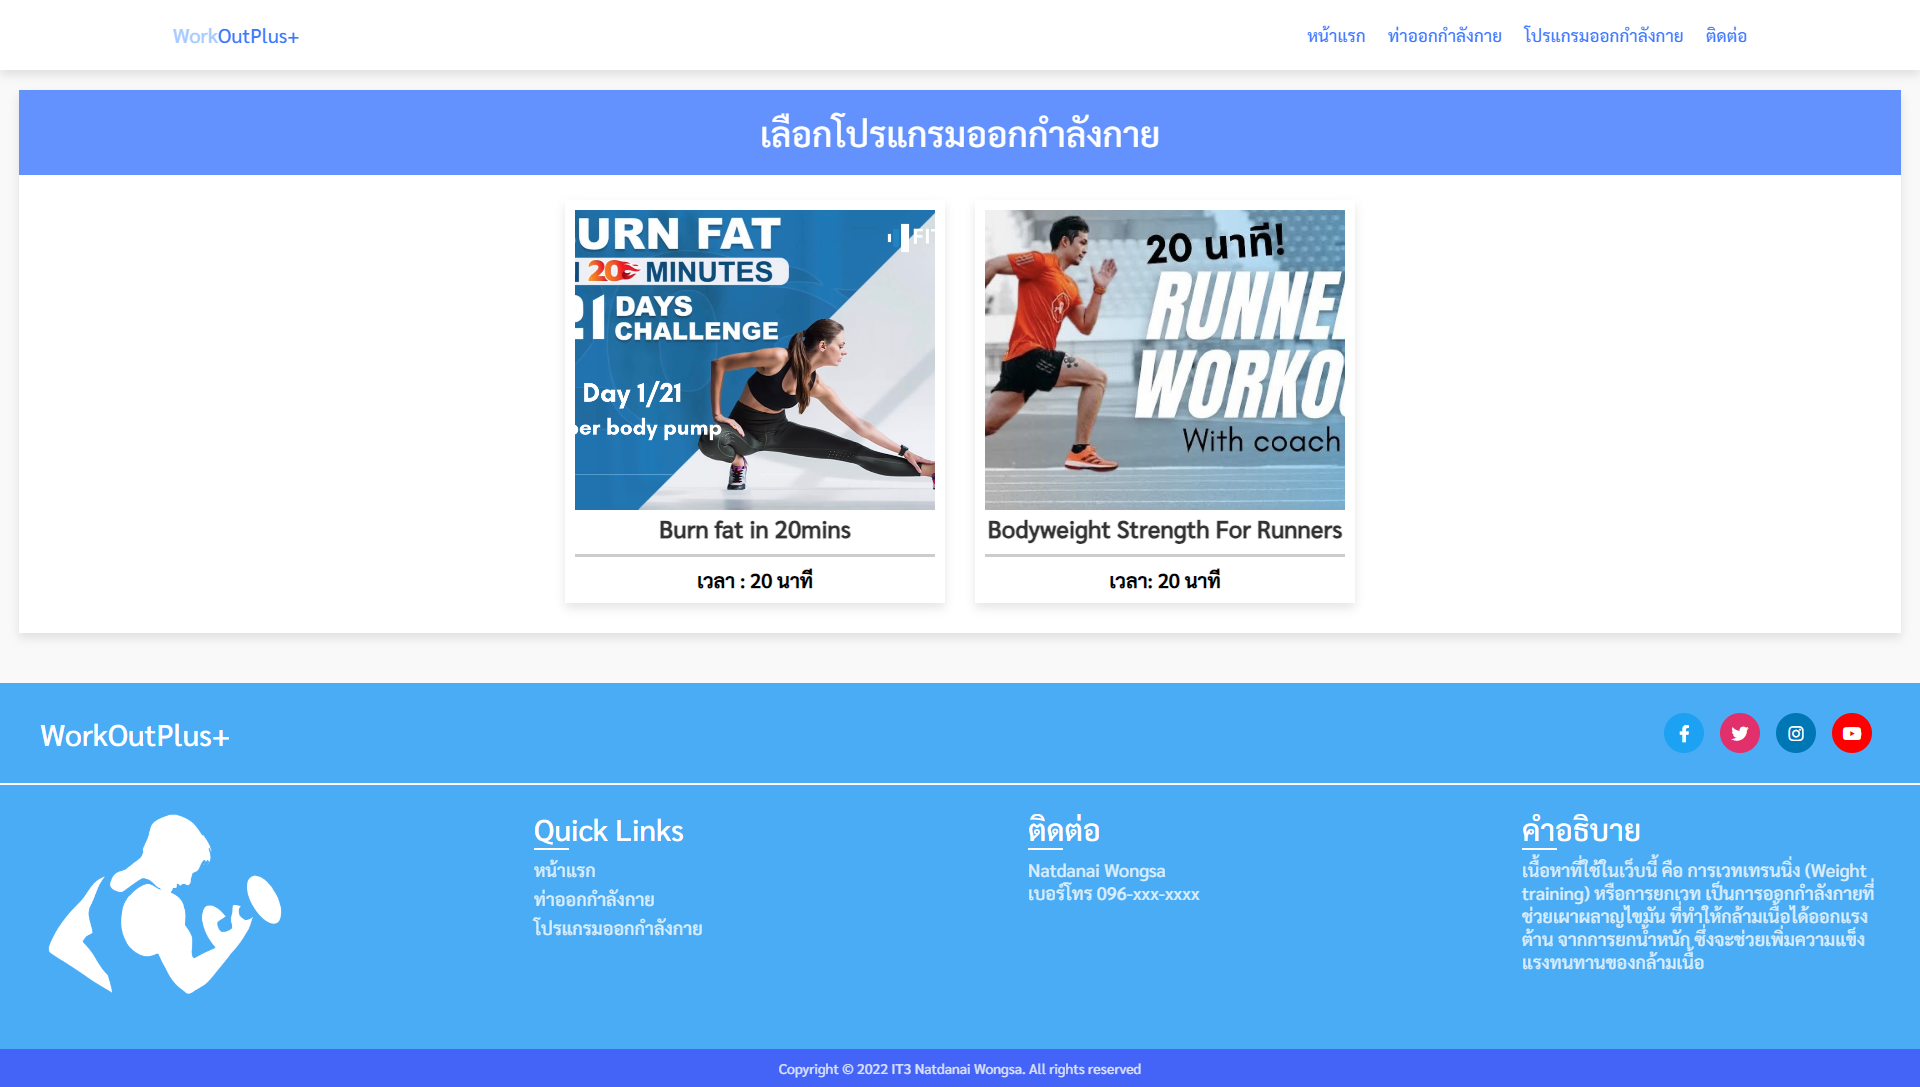 WorkOutPlus+
หน้าแรก
ท่าออกกำลังกาย
โปรแกรมออกกำลังกาย
ติดต่อ
เลือกโปรแกรมออกกำลังกาย
URN FAT
20 MINUTES
21 DAYS
CHALLENGE
Day 1/21
per body pump
FIT
Burn fat in 20mins
เวลา : 20 นาที
20 นาที!
RUNNE
WORKO
With coach
Bodyweight Strength For Runners
เวลา: 20 นาที
WorkOutPlus+
Quick Links
หน้าแรก
ท่าออกกำลังกาย
โปรแกรมออกกำลังกาย
ติดต่อ
Natdanai Wongsa
เบอร์โทร 096-xxx-xxxx
คำอธิบาย
เนื้อหาที่ใช้ในเว็บนี้ คือ การเวทเทรนนิ่ง (Weight
training) หรือการยกเวท เป็นการออกกำลังกายที่
ช่วยเผาผลาญไขมัน ที่ทำให้กล้ามเนื้อได้ออกแรง
ต้าน จากการยกน้ำหนัก ซึ่งจะช่วยเพิ่มความแข็ง
แรงทนทานของกล้ามเนื้อ
Copyright © 2022 IT3 Natdanai Wongsa. All rights reserved